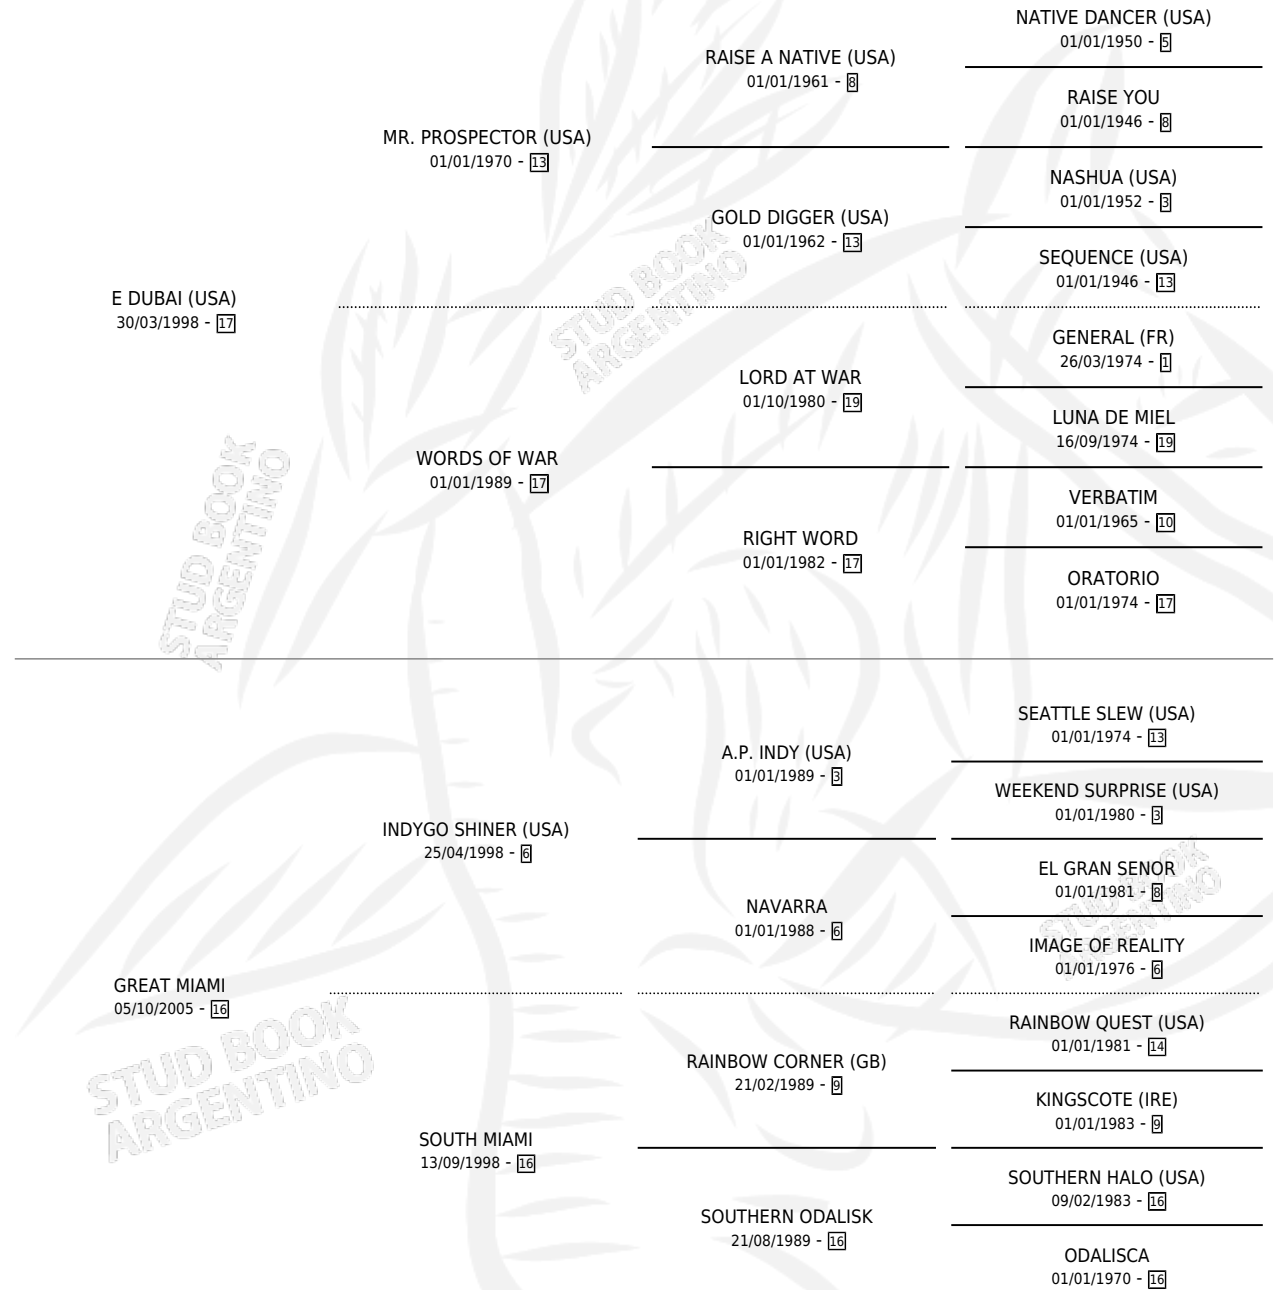 NATIVE DANCER (USA)
01/01/1950 - 5
RAISE A NATIVE (USA)
01/01/1961 - 8
RAISE YOU
01/01/1946 - 8
MR. PROSPECTOR (USA)
01/01/1970 - 13
NASHUA (USA)
01/01/1952 - 3
GOLD DIGGER (USA)
01/01/1962 - 13
SEQUENCE (USA)
01/01/1946 - 13
E DUBAI (USA)
30/03/1998 - 17
STUD BOOK
ARGENTINO
GENERAL (FR)
26/03/1974 - 1
LORD AT WAR
01/10/1980 - 19
LUNA DE MIEL
16/09/1974 - 19
WORDS OF WAR
01/01/1989 - 17
VERBATIM
01/01/1965 - 10
RIGHT WORD
01/01/1982 - 17
ORATORIO
01/01/1974 - 17
STUD BOOK
ARGENTINO
SEATTLE SLEW (USA)
01/01/1974 - 13
A.P. INDY (USA)
01/01/1989 - 3
WEEKEND SURPRISE (USA)
01/01/1980 - 3
INDYGO SHINER (USA)
25/04/1998 - 6
EL GRAN SENOR
01/01/1981 - 8
NAVARRA
01/01/1988 - 6
STUD BOOK
ARGENTINO
IMAGE OF REALITY
01/01/1976 - 6
GREAT MIAMI
05/10/2005 - 16
RAINBOW QUEST (USA)
01/01/1981 - 14
RAINBOW CORNER (GB)
21/02/1989 - 9
KINGSCOTE (IRE)
01/01/1983 - 9
STUD BOOK
ARGENTINO
SOUTH MIAMI
13/09/1998 - 16
SOUTHERN HALO (USA)
09/02/1983 - 16
SOUTHERN ODALISK
21/08/1989 - 16
ODALISCA
01/01/1970 - 16